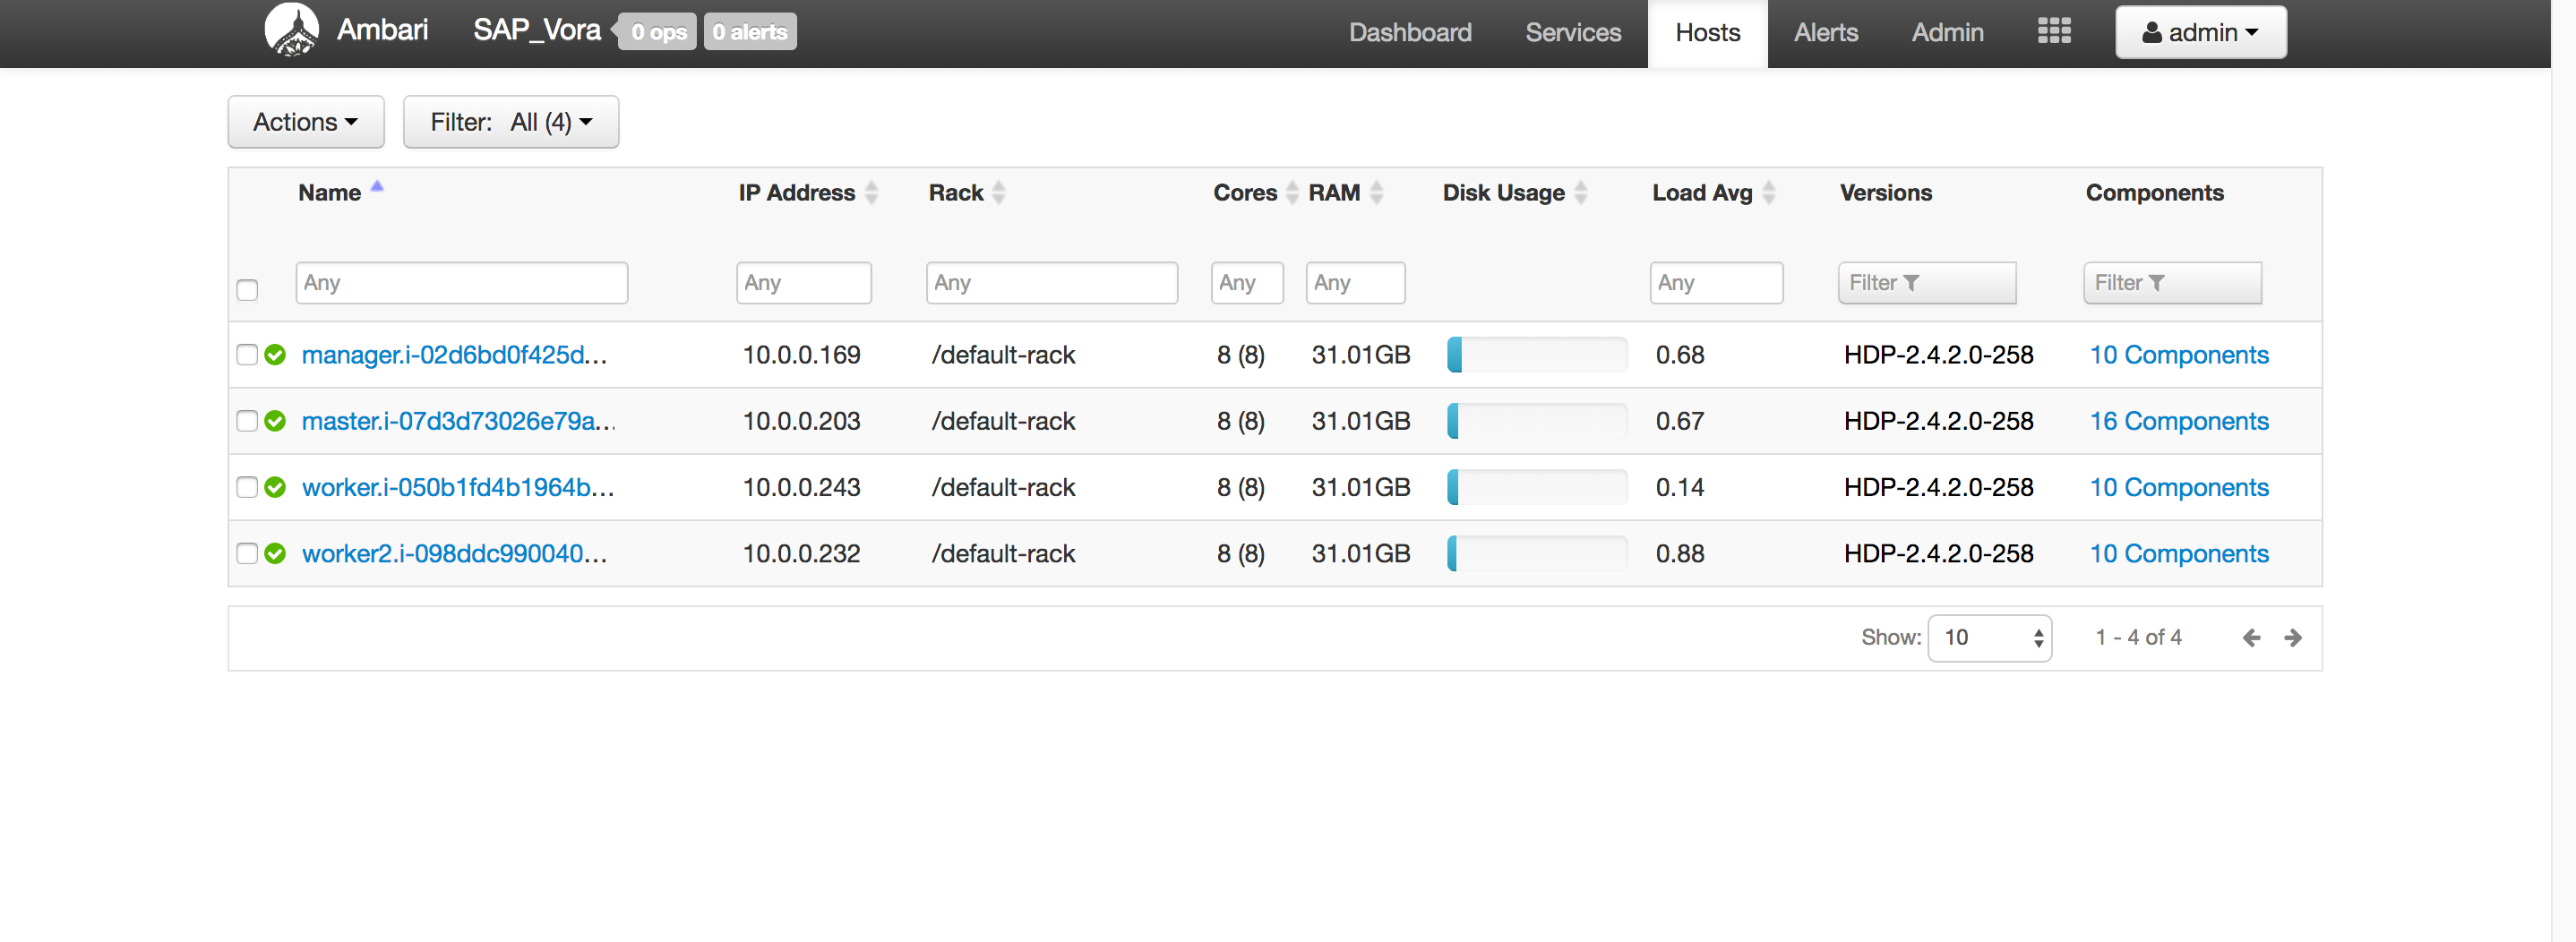 Ambari SAP_Vora 0 ops 0 alerts Dashboard Services Hosts Alerts Admin admin
Actions Filter: All (4)
Name IP Address Rack Cores RAM Disk Usage Load Avg Versions Components
Any Any Any Any Any Any Filter Filter
manager.i-02d6bd0f425d... 10.0.0.169 /default-rack 8 (8) 31.01GB 0.68 HDP-2.4.2.0-258 10 Components
master.i-07d3d73026e79a... 10.0.0.203 /default-rack 8 (8) 31.01GB 0.67 HDP-2.4.2.0-258 16 Components
worker.i-050b1fd4b1964b... 10.0.0.243 /default-rack 8 (8) 31.01GB 0.14 HDP-2.4.2.0-258 10 Components
worker2.i-098ddc990040... 10.0.0.232 /default-rack 8 (8) 31.01GB 0.88 HDP-2.4.2.0-258 10 Components
Show: 10 1 - 4 of 4